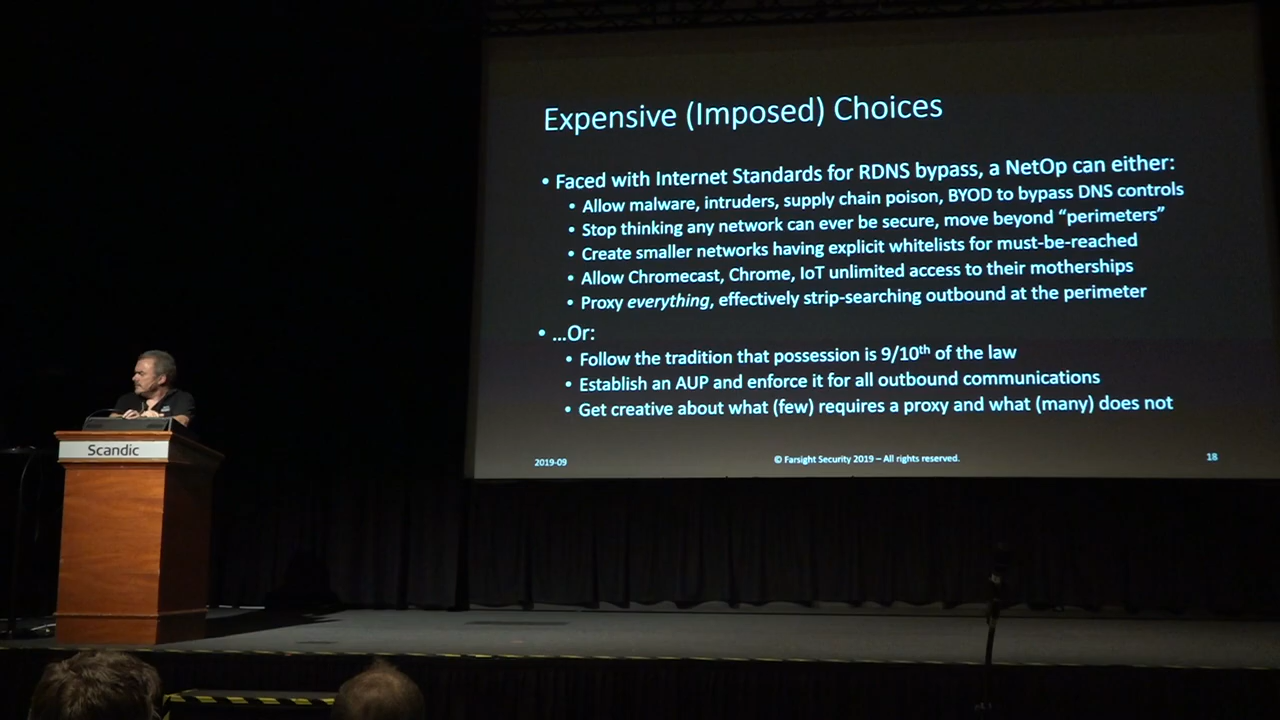 Expensive (Imposed) Choices
• Faced with Internet Standards for RDNS bypass, a NetOp can either:
• Allow malware, intruders, supply chain poison, BYOD to bypass DNS controls
• Stop thinking any network can ever be secure, move beyond “perimeters”
• Create smaller networks having explicit whitelists for must-be-reached
• Allow Chromecast, Chrome, IoT unlimited access to their motherships
• Proxy everything, effectively strip-searching outbound at the perimeter
• ...Or:
• Follow the tradition that possession is 9/10th of the law
• Establish an AUP and enforce it for all outbound communications
• Get creative about what (few) requires a proxy and what (many) does not
2019-09
© Farsight Security 2019 – All rights reserved.
18
Scandic